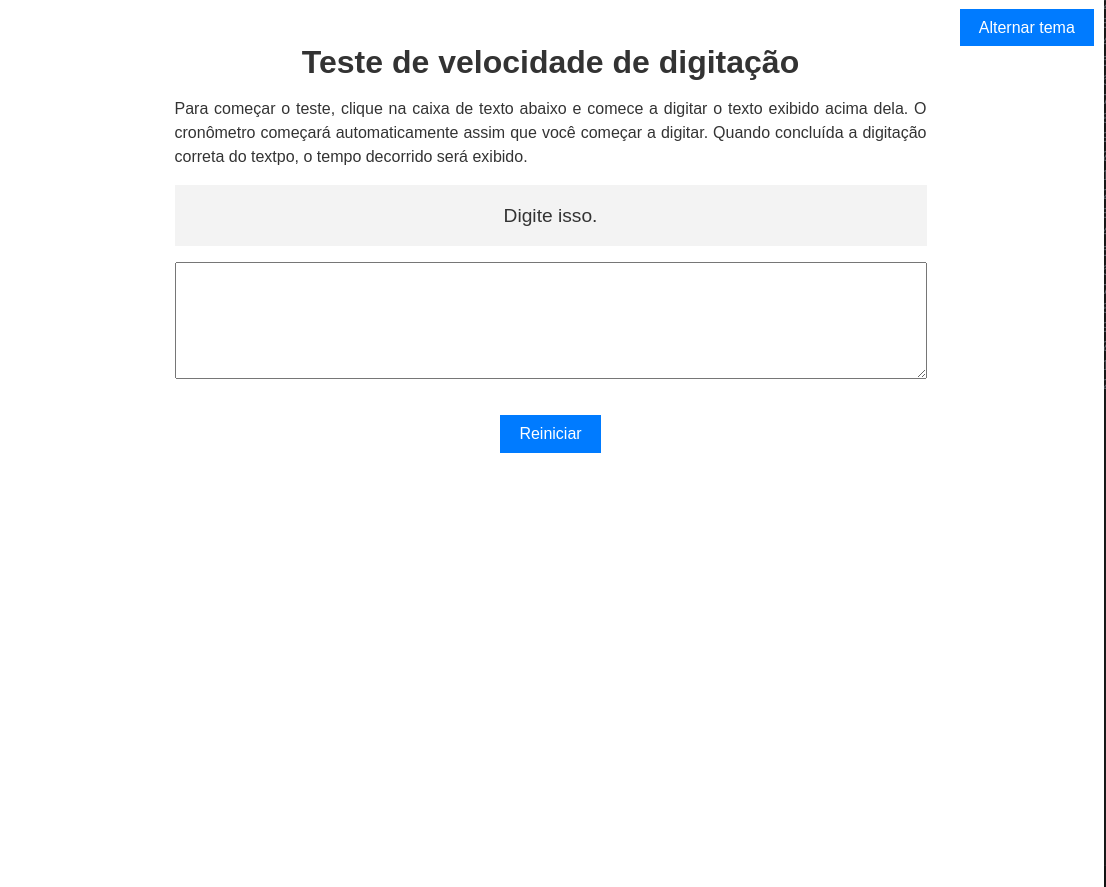 Alternar tema
Teste de velocidade de digitação
Para começar o teste, clique na caixa de texto abaixo e comece a digitar o texto exibido acima dela. O
cronômetro começará automaticamente assim que você começar a digitar. Quando concluída a digitação
correta do textpo, o tempo decorrido será exibido.
Digite isso.
Reiniciar